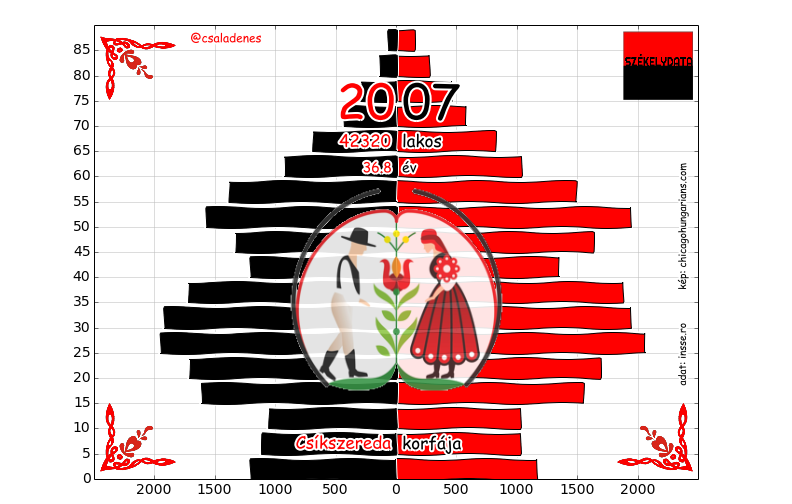 @csaladenes
SZÉKELYDATA
2007
42320 lakos
36.8 év
kép: chicagohungarians.com
adat: insse.ro
Csíkszereda korfája
85
80
75
70
65
60
55
50
45
40
35
30
25
20
15
10
5
0
2000 1500 1000 500 0 500 1000 1500 2000